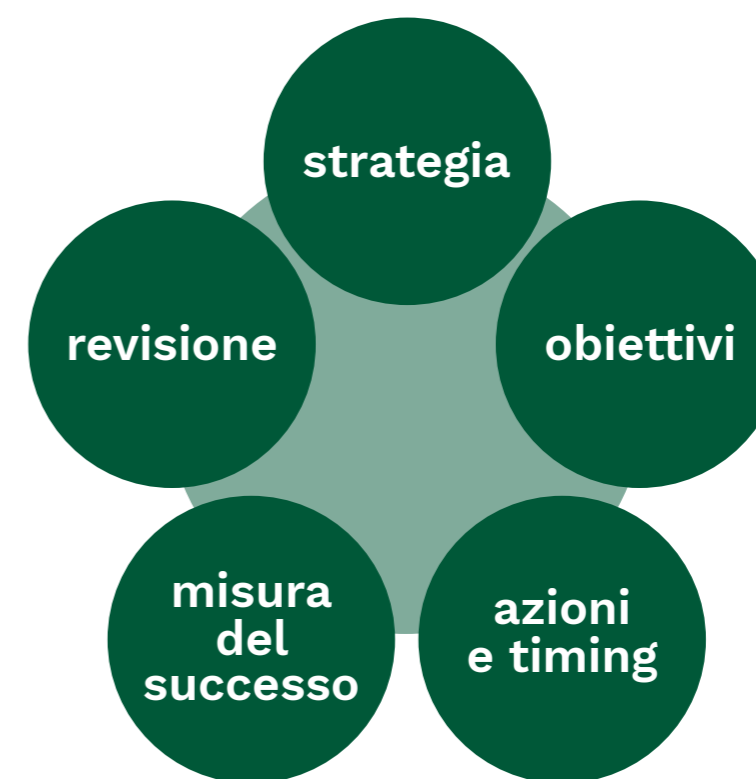 strategia
obiettivi
azioni
e timing
misura
del
successo
revisione